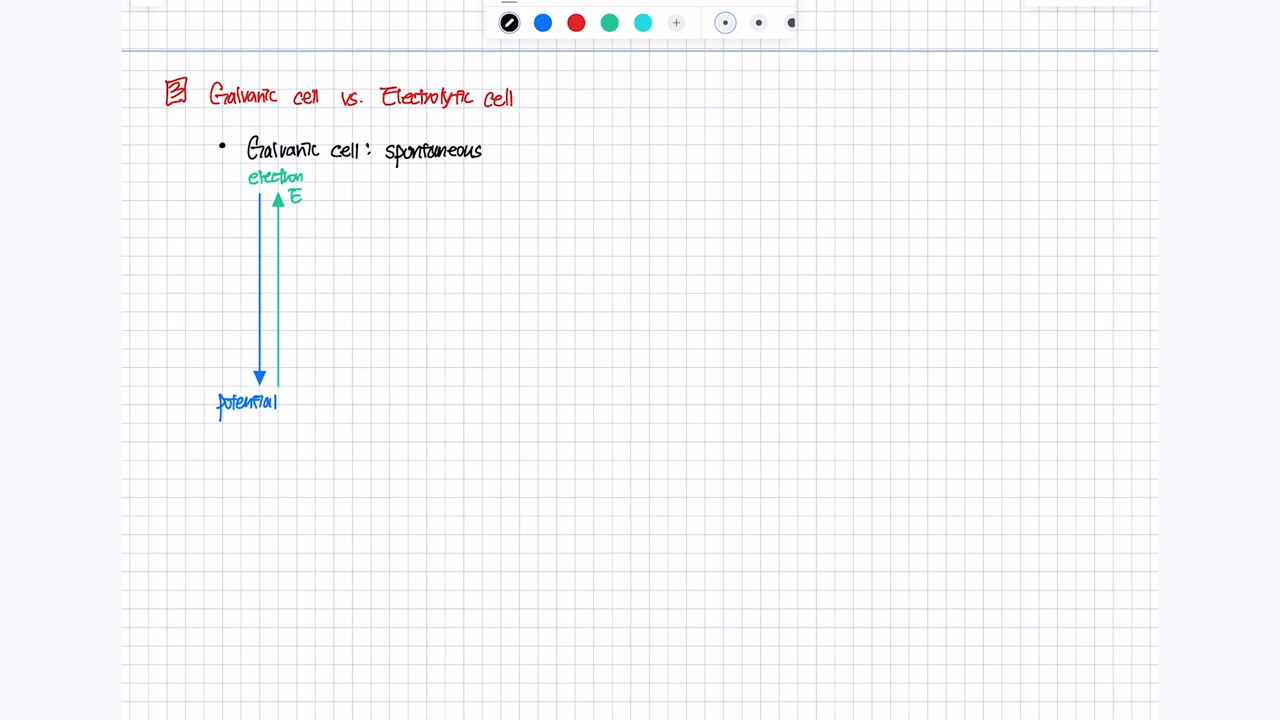 3 Galvanic cell vs. Electrolytic cell
• Galvanic cell: spontaneous
electron
E
potential